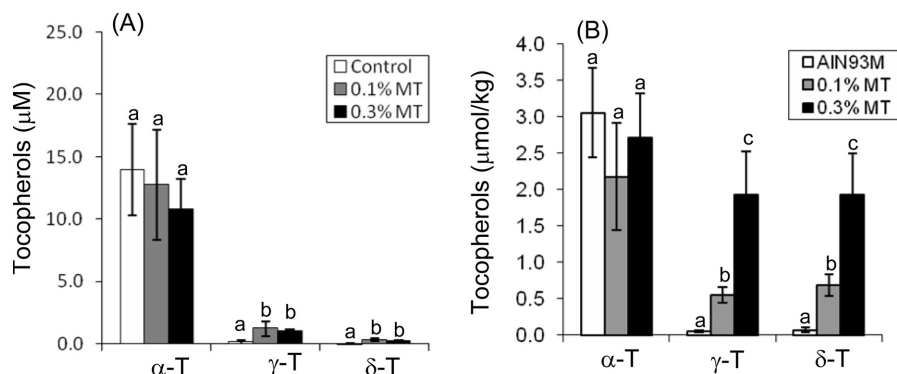 (A)
Tocopherols (μM)
25.0
20.0
15.0
10.0
5.0
0.0
Control
0.1% MT
0.3% MT
a a a
a b b
a b b
α-T γ-T δ-T
(B)
Tocopherols (μmol/kg)
4.0
3.5
3.0
2.5
2.0
1.5
1.0
0.5
0.0
AIN93M
0.1% MT
0.3% MT
a a a
a b c
a b c
α-T γ-T δ-T